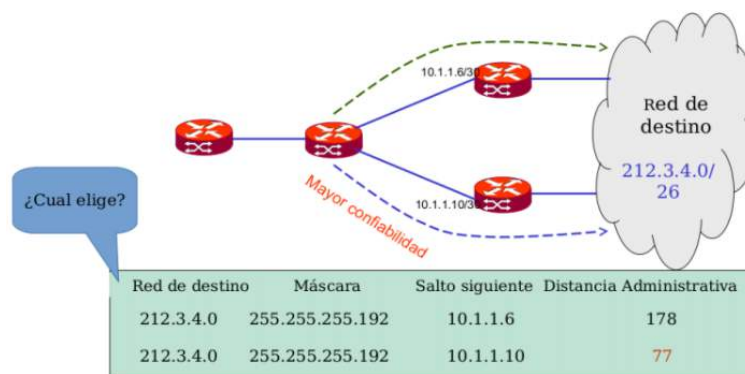 10.1.1.6/30
Red de
destino
212.3.4.0/
26
¿Cual elige?
Mayor confiabilidad
10.1.1.10/30
Red de destino Máscara Salto siguiente Distancia Administrativa
212.3.4.0 255.255.255.192 10.1.1.6 178
212.3.4.0 255.255.255.192 10.1.1.10 77